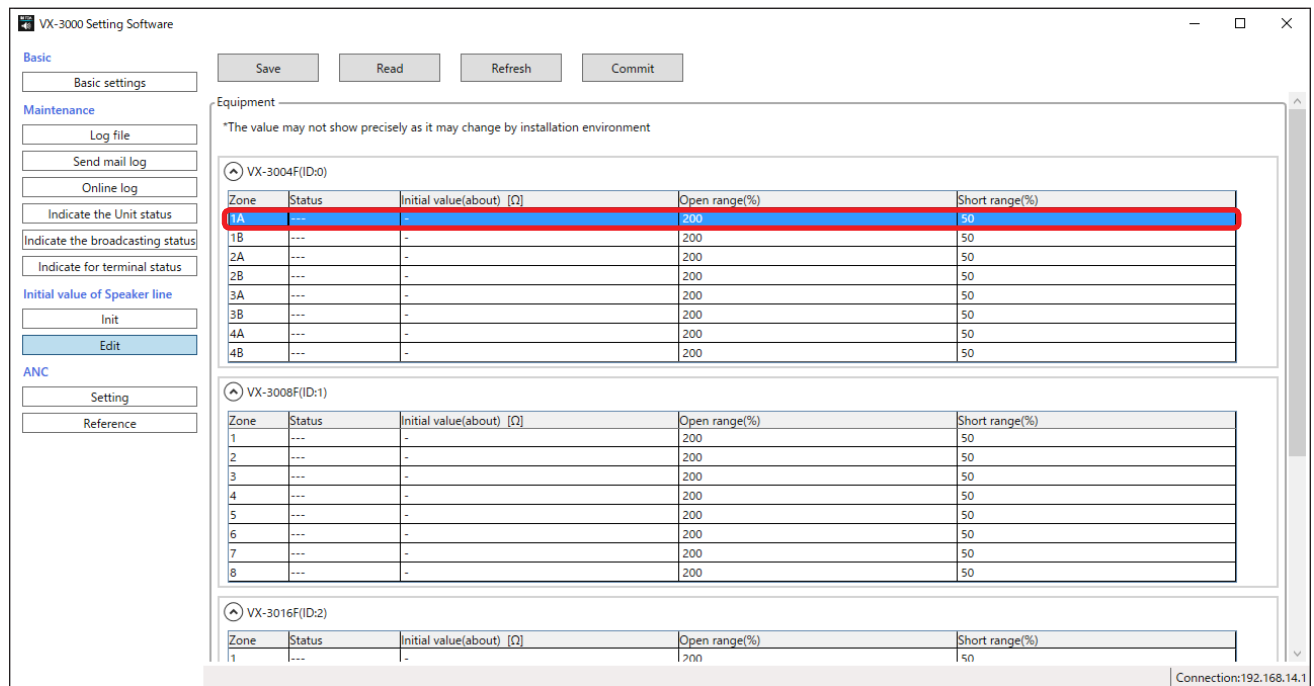 VX-3000 Setting Software
Basic
Basic settings
Maintenance
Log file
Send mail log
Online log
Indicate the Unit status
Indicate the broadcasting status
Indicate for terminal status
Initial value of Speaker line
Init
Edit
ANC
Setting
Reference
Save Read Refresh Commit
Equipment
*The value may not show precisely as it may change by installation environment
VX-3004F(ID:0)
Zone Status Initial value(about) [Ω] Open range(%) Short range(%)
1A --- - 200 50
1B --- - 200 50
2A --- - 200 50
2B --- - 200 50
3A --- - 200 50
3B --- - 200 50
4A --- - 200 50
4B --- - 200 50
VX-3008F(ID:1)
Zone Status Initial value(about) [Ω] Open range(%) Short range(%)
1 --- - 200 50
2 --- - 200 50
3 --- - 200 50
4 --- - 200 50
5 --- - 200 50
6 --- - 200 50
7 --- - 200 50
8 --- - 200 50
VX-3016F(ID:2)
Zone Status Initial value(about) [Ω] Open range(%) Short range(%)
1 --- - 200 50
Connection:192.168.14.1